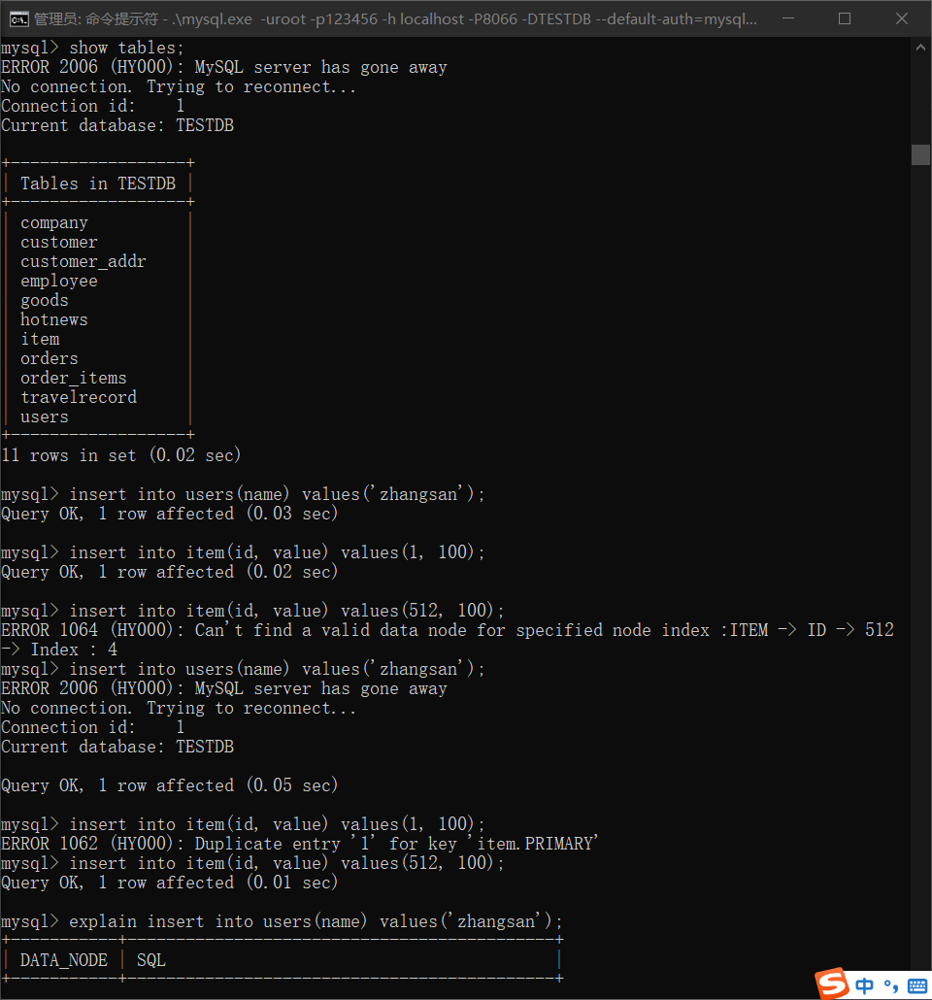 管理员: 命令提示符 - .\mysql.exe -uroot -p123456 -h localhost -P8066 -DTESTDB --default-auth=mysql...
mysql> show tables;
ERROR 2006 (HY000): MySQL server has gone away
No connection. Trying to reconnect...
Connection id:    1
Current database: TESTDB
+------------------+
| Tables in TESTDB |
+------------------+
| company          |
| customer         |
| customer_addr    |
| employee         |
| goods            |
| hotnews          |
| item             |
| orders           |
| order_items      |
| travelrecord     |
| users            |
+------------------+
11 rows in set (0.02 sec)
mysql> insert into users(name) values('zhangsan');
Query OK, 1 row affected (0.03 sec)
mysql> insert into item(id, value) values(1, 100);
Query OK, 1 row affected (0.02 sec)
mysql> insert into item(id, value) values(512, 100);
ERROR 1064 (HY000): Can't find a valid data node for specified node index :ITEM -> ID -> 512
-> Index : 4
mysql> insert into users(name) values('zhangsan');
ERROR 2006 (HY000): MySQL server has gone away
No connection. Trying to reconnect...
Connection id:    1
Current database: TESTDB
Query OK, 1 row affected (0.05 sec)
mysql> insert into item(id, value) values(1, 100);
ERROR 1062 (HY000): Duplicate entry '1' for key 'item.PRIMARY'
mysql> insert into item(id, value) values(512, 100);
Query OK, 1 row affected (0.01 sec)
mysql> explain insert into users(name) values('zhangsan');
+-----------+--------------------------------------------+
| DATA_NODE | SQL                                        |
+-----------+--------------------------------------------+
S 中 °,